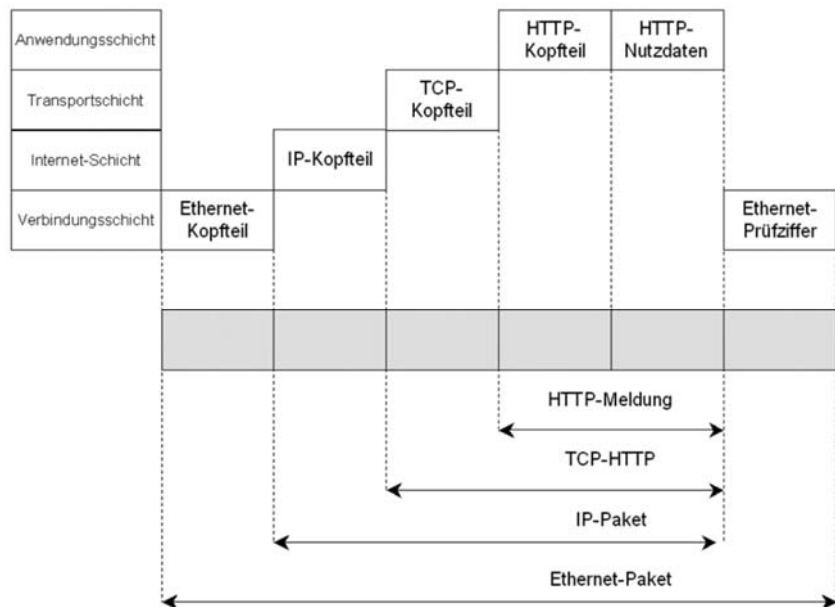 Anwendungsschicht
HTTP-
Kopfteil
HTTP-
Nutzdaten
Transportschicht
TCP-
Kopfteil
Internet-Schicht
IP-Kopfteil
Verbindungsschicht
Ethernet-
Kopfteil
Ethernet-
Prüfziffer
HTTP-Meldung
TCP-HTTP
IP-Paket
Ethernet-Paket